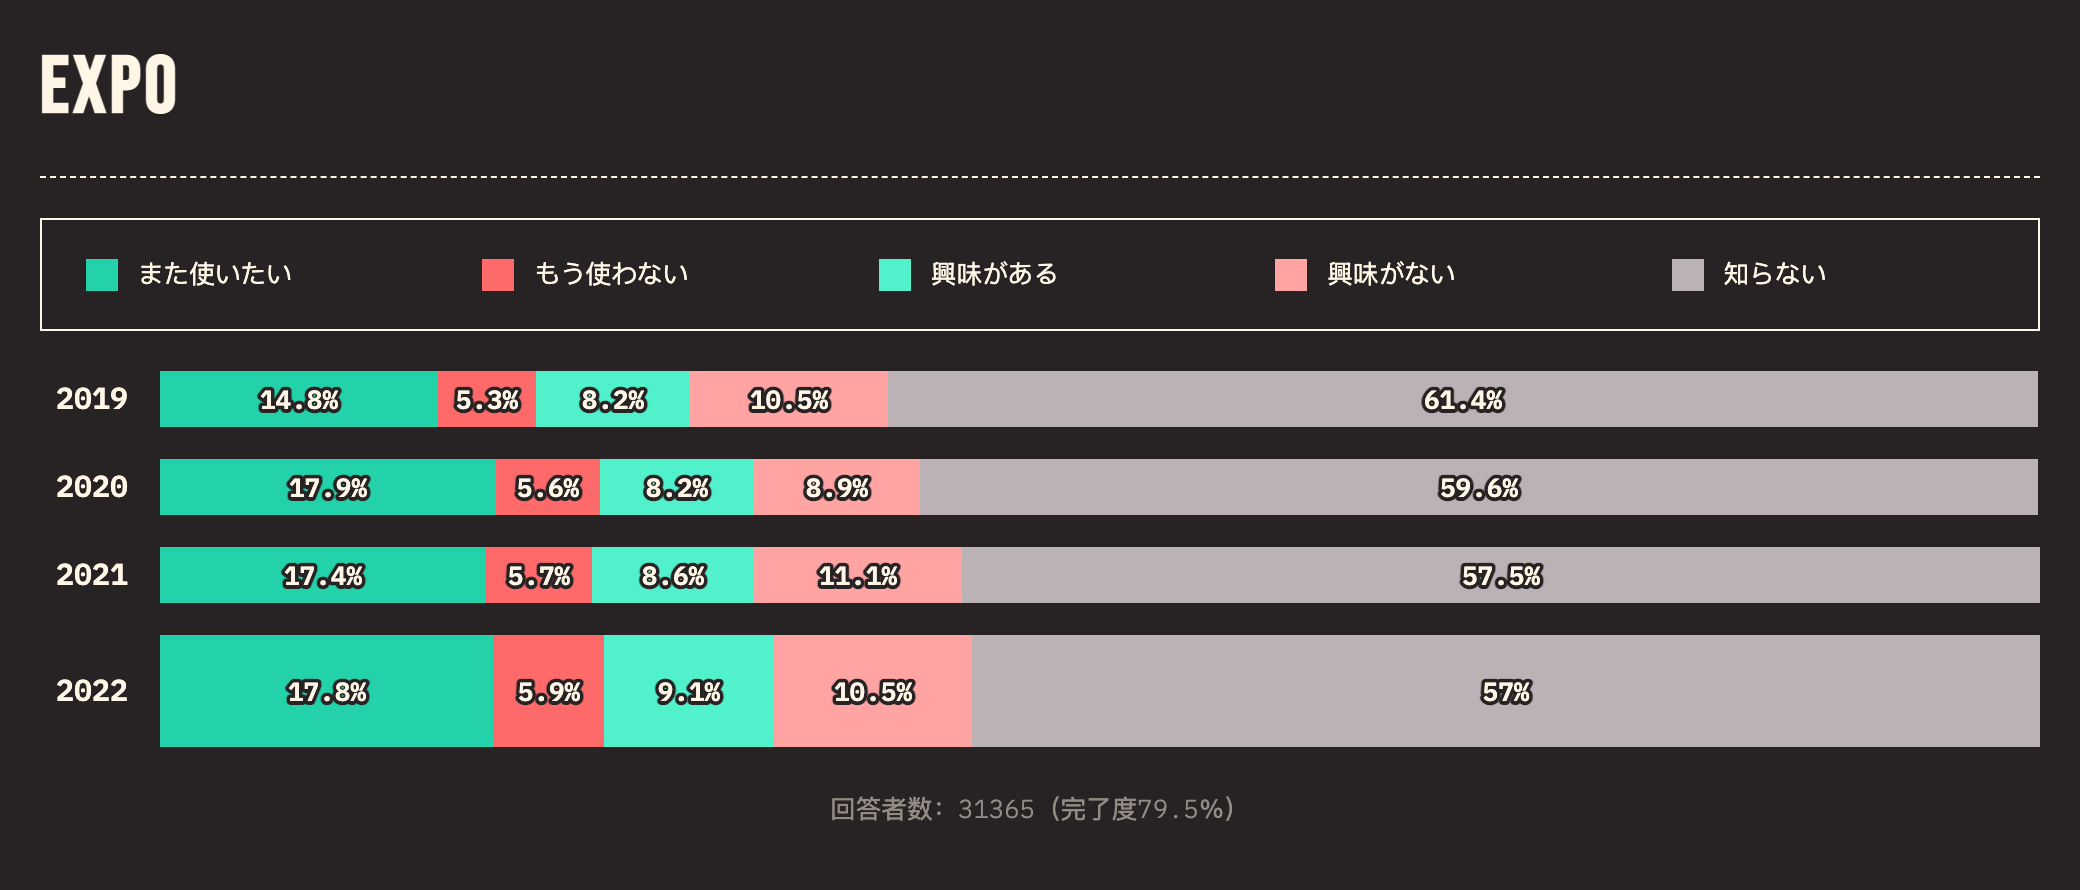 EXPO
また使いたい もう使わない 興味がある 興味がない 知らない
2019 14.8% 5.3% 8.2% 10.5% 61.4%
2020 17.9% 5.6% 8.2% 8.9% 59.6%
2021 17.4% 5.7% 8.6% 11.1% 57.5%
2022 17.8% 5.9% 9.1% 10.5% 57%
回答者数: 31365 (完了度79.5%)